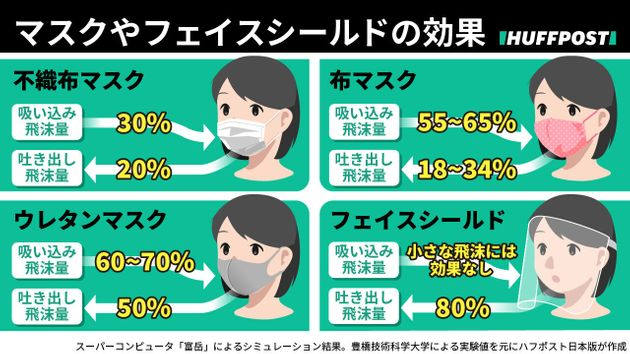 マスクやフェイスシールドの効果
HUFFPOST
不織布マスク
吸い込み
飛沫量
30%
吐き出し
飛沫量
20%
布マスク
吸い込み
飛沫量
55~65%
吐き出し
飛沫量
18~34%
ウレタンマスク
吸い込み
飛沫量
60~70%
吐き出し
飛沫量
50%
フェイスシールド
吸い込み
飛沫量
小さな飛沫には
効果なし
吐き出し
飛沫量
80%
スーパーコンピュータ「富岳」によるシミュレーション結果。豊橋技術科学大学による実験値を元にハフポスト日本版が作成